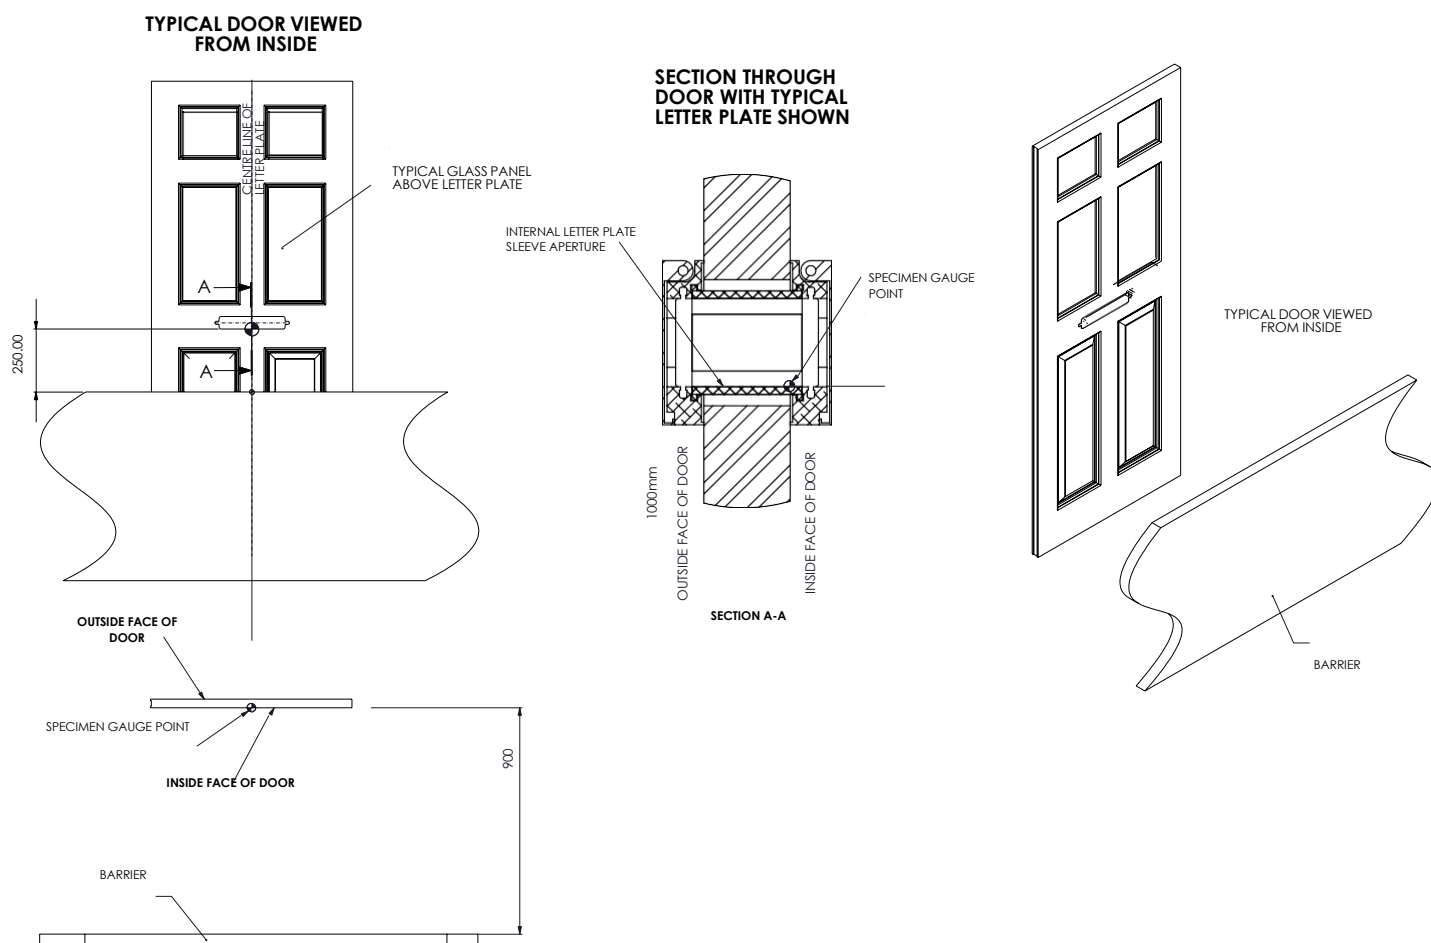 TYPICAL DOOR VIEWED
FROM INSIDE
CENTRE LINE OF
LETTER PLATE
TYPICAL GLASS PANEL
ABOVE LETTER PLATE
A
A
250.00
SECTION THROUGH
DOOR WITH TYPICAL
LETTER PLATE SHOWN
INTERNAL LETTER PLATE
SLEEVE APERTURE
SPECIMEN GAUGE
POINT
1000mm
OUTSIDE FACE OF DOOR
INSIDE FACE OF DOOR
SECTION A-A
TYPICAL DOOR VIEWED
FROM INSIDE
BARRIER
OUTSIDE FACE OF
DOOR
SPECIMEN GAUGE POINT
INSIDE FACE OF DOOR
900
BARRIER